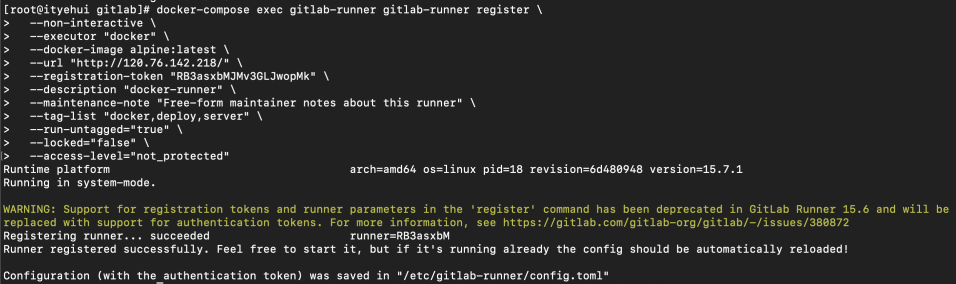 [root@ityehui gitlab]# docker-compose exec gitlab-runner gitlab-runner register \
>   --non-interactive \
>   --executor "docker" \
>   --docker-image alpine:latest \
>   --url "http://120.76.142.218/" \
>   --registration-token "RB3asxbMJMv3GLJwopMk" \
>   --description "docker-runner" \
>   --maintenance-note "Free-form maintainer notes about this runner" \
>   --tag-list "docker,deploy,server" \
>   --run-untagged="true" \
>   --locked="false" \
>   --access-level="not_protected"
Runtime platform                                    arch=amd64 os=linux pid=18 revision=6d480948 version=15.7.1
Running in system-mode.
WARNING: Support for registration tokens and runner parameters in the 'register' command has been deprecated in GitLab Runner 15.6 and will be
replaced with support for authentication tokens. For more information, see https://gitlab.com/gitlab-org/gitlab/-/issues/380872
Registering runner... succeeded                     runner=RB3asxbM
Runner registered successfully. Feel free to start it, but if it's running already the config should be automatically reloaded!
Configuration (with the authentication token) was saved in "/etc/gitlab-runner/config.toml"